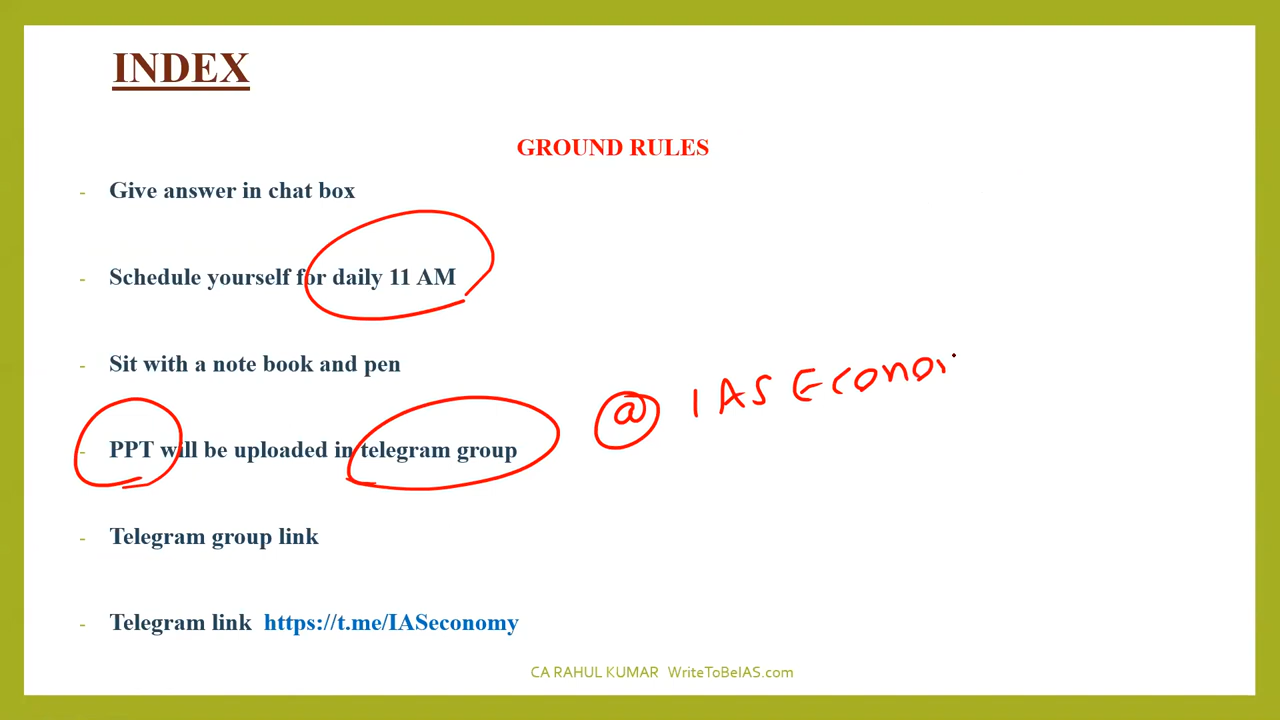 INDEX
GROUND RULES
- Give answer in chat box
- Schedule yourself for daily 11 AM
- Sit with a note book and pen
@ IAS Econo
- PPT will be uploaded in telegram group
- Telegram group link
- Telegram link https://t.me/IASeconomy
CA RAHUL KUMAR WriteToBeIAS.com